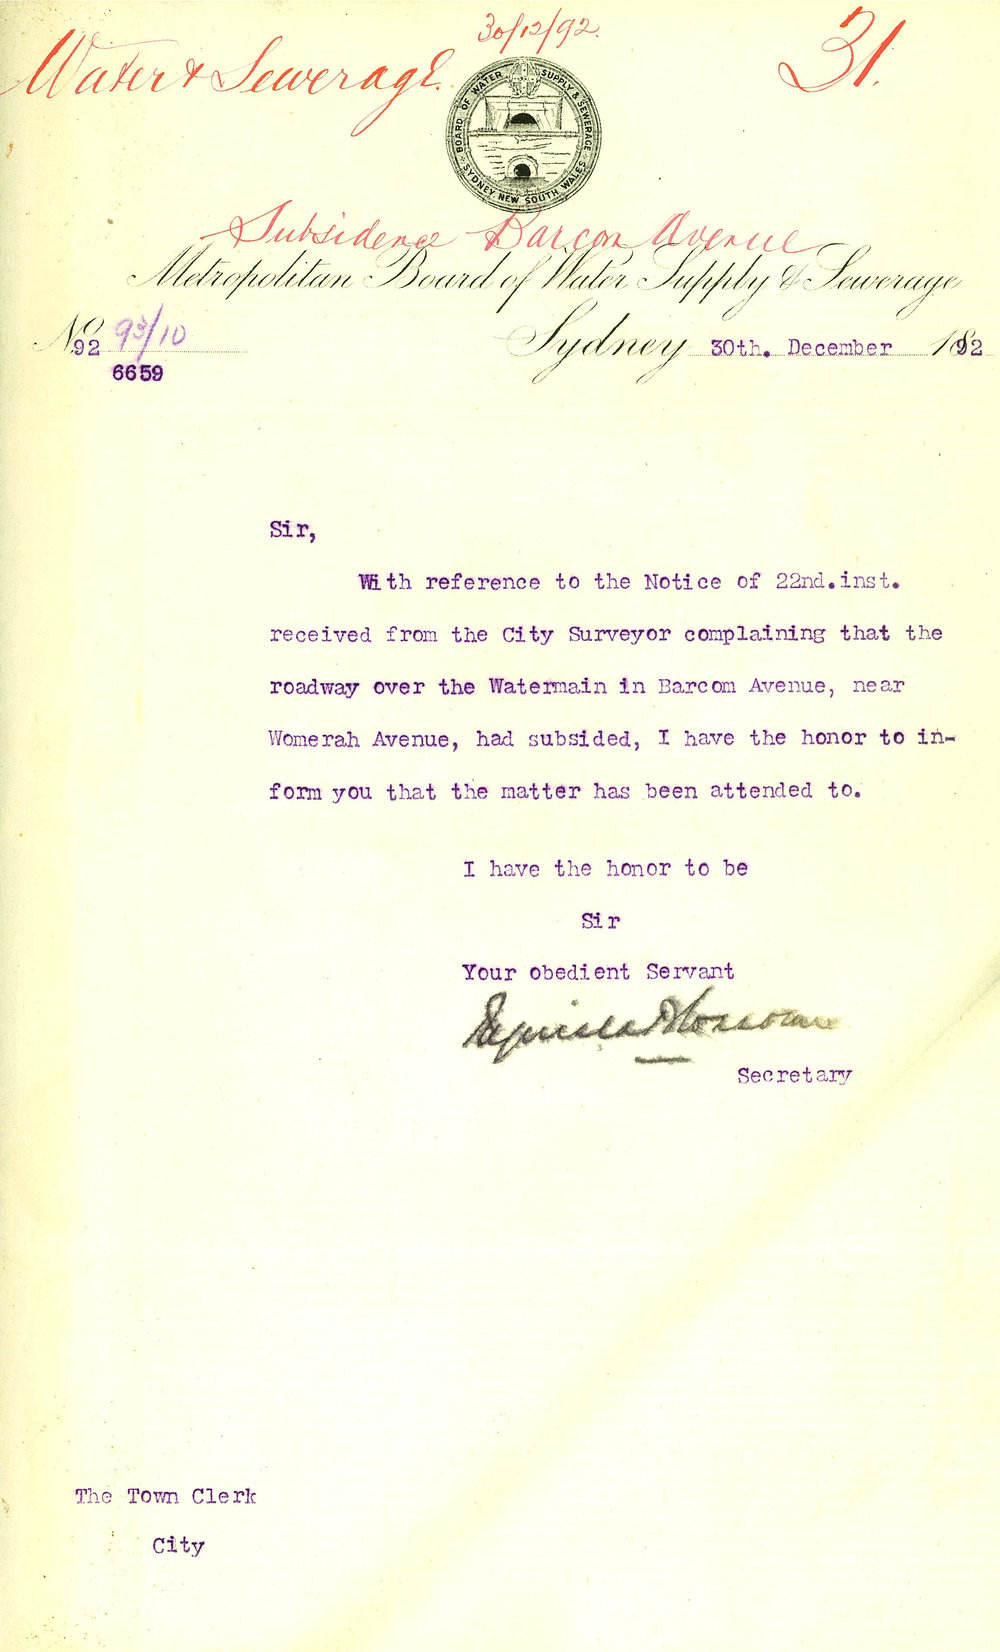 30/12/92.
Water & Sewerage.
31.
BOARD OF WATER SUPPLY & SEWERAGE
SYDNEY NEW SOUTH WALES
Subsidence Barcom Avenue
Metropolitan Board of Water Supply & Sewerage
No 92 93/10
6659
Sydney 30th. December 1892
Sir,
With reference to the Notice of 22nd.inst.
received from the City Surveyor complaining that the
roadway over the Watermain in Barcom Avenue, near
Womerah Avenue, had subsided, I have the honor to in-
form you that the matter has been attended to.
I have the honor to be
Sir
Your obedient Servant
Secretary
The Town Clerk
City